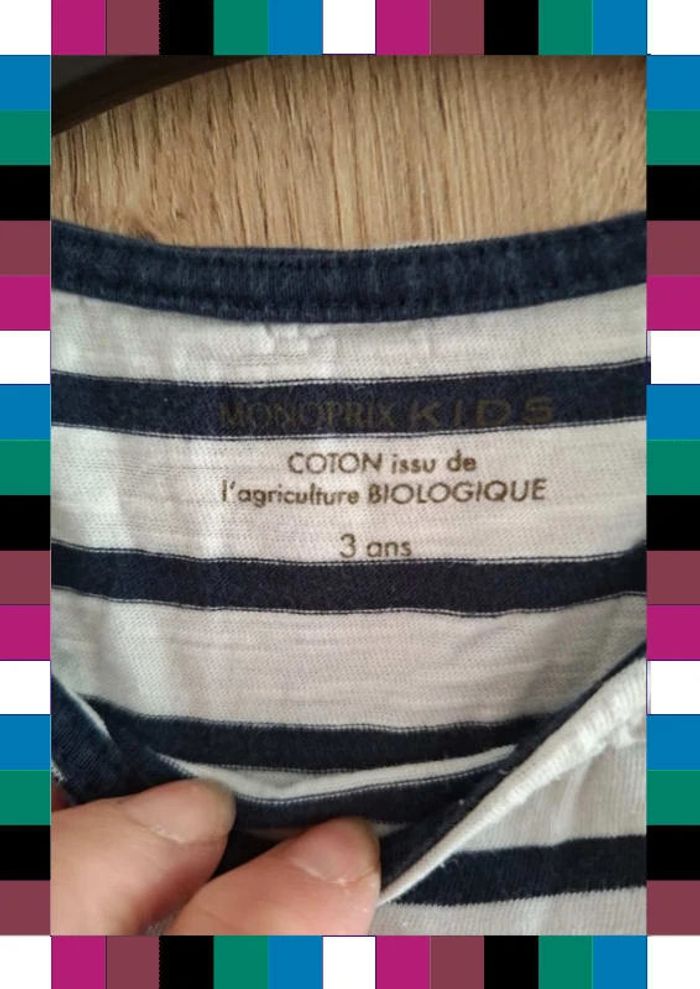 MONOPRIX KIDS
COTON issu de
l'agriculture BIOLOGIQUE
3 ans